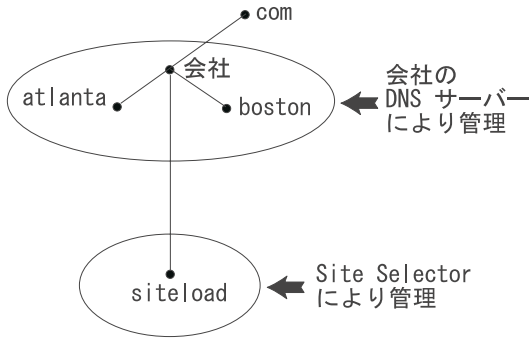 com
会社
atlanta
boston
会社の
DNS サーバー
により管理
siteload
Site Selector
により管理